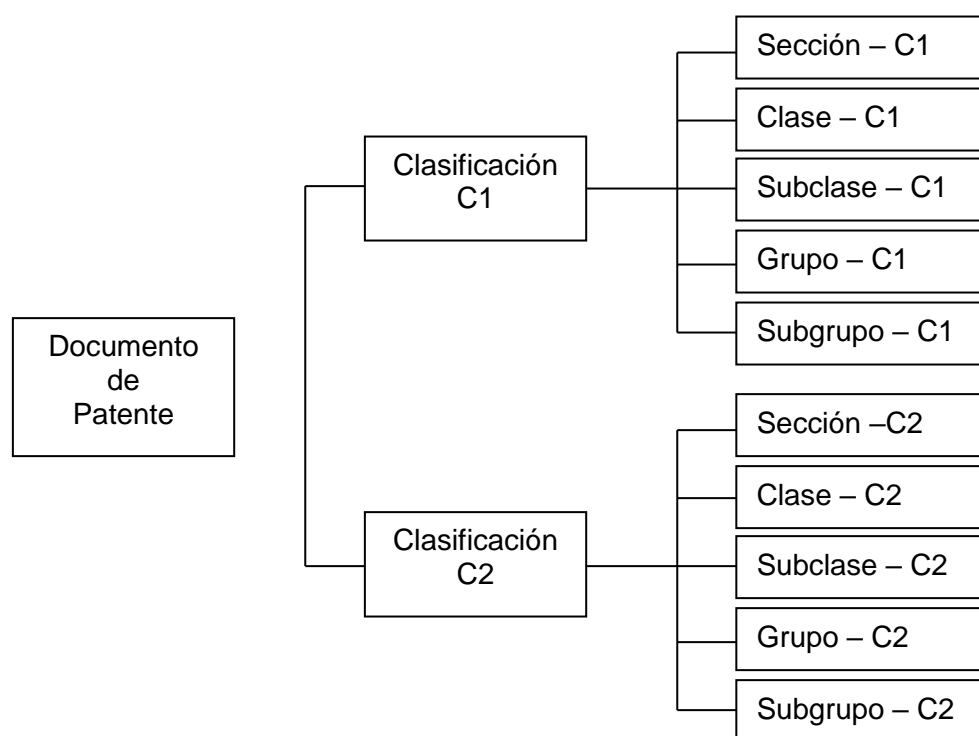 Documento
de
Patente
Clasificación
C1
Sección – C1
Clase – C1
Subclase – C1
Grupo – C1
Subgrupo – C1
Clasificación
C2
Sección –C2
Clase – C2
Subclase – C2
Grupo – C2
Subgrupo – C2